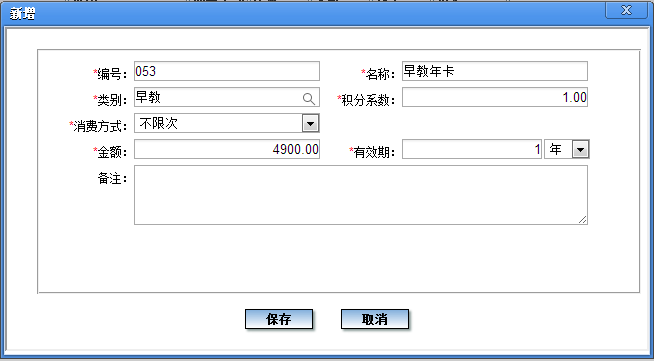 新增
*编号: 053 *名称: 早教年卡
*类别: 早教 *积分系数: 1.00
*消费方式: 不限次
*金额: 4900.00 *有效期: 1 年
备注:
保存 取消